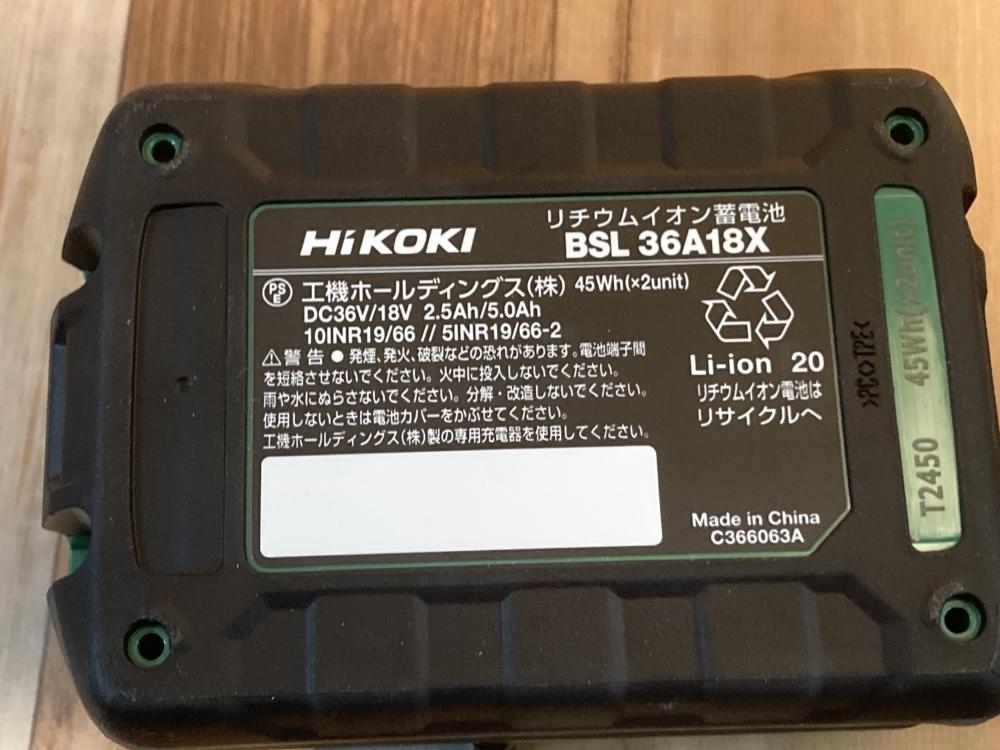 HiKOKI
リチウムイオン蓄電池
BSL 36A18X
PS E 工機ホールディングス(株) 45Wh(×2unit)
DC36V/18V 2.5Ah/5.0Ah
10INR19/66 // 5INR19/66-2
⚠警告 ● 発煙、発火、破裂などの恐れがあります。電池端子間
を短絡させないでください。火中に投入しないでください。
雨や水にぬらさないでください。分解・改造しないでください。
使用しないときは電池カバーをかぶせてください。
工機ホールディングス(株)製の専用充電器を使用してください。
Li-ion 20
リチウムイオン電池は
リサイクルへ
Made in China
C366063A
T2450 45Wh(×2unit)